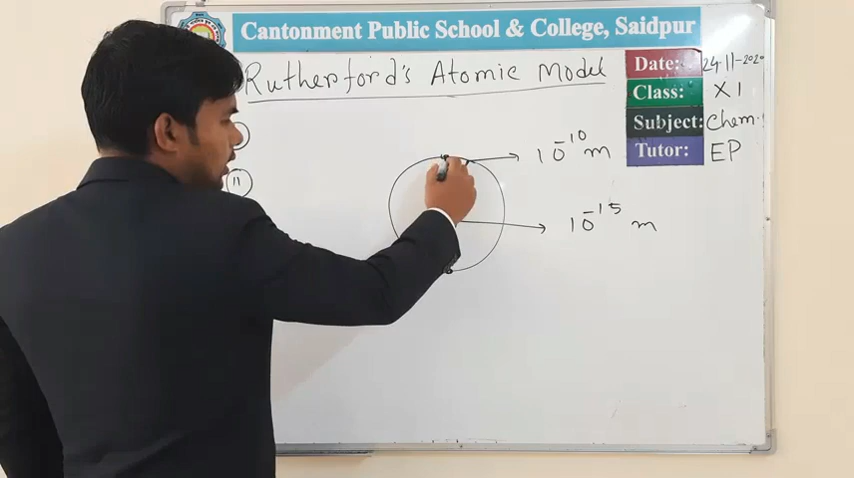 Cantonment Public School & College, Saidpur
Rutherford's Atomic Model
Date: 24-11-2020
Class: XI
Subject: Chem.
Tutor: EP
10⁻¹⁰ m
(ii)
10⁻¹⁵ m